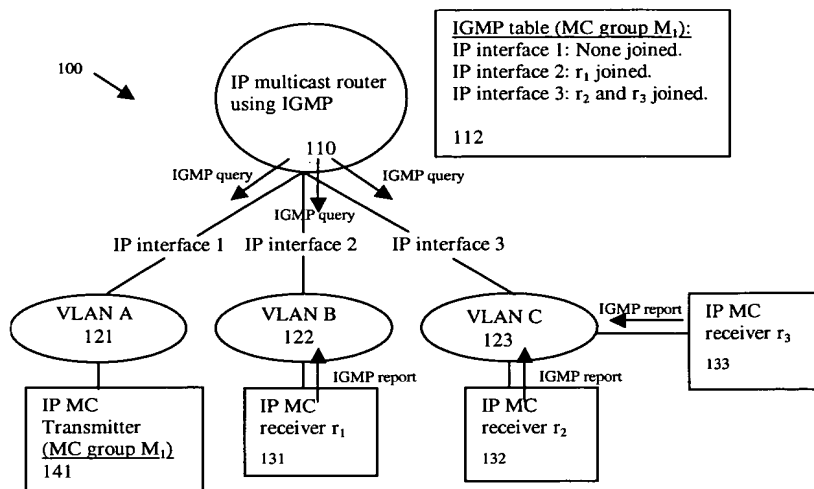 100
IP multicast router
using IGMP
110
IGMP table (MC group M₁):
IP interface 1: None joined.
IP interface 2: r₁ joined.
IP interface 3: r₂ and r₃ joined.
112
IGMP query
IGMP query
IGMP query
IP interface 1
IP interface 2
IP interface 3
VLAN A
121
VLAN B
122
VLAN C
123
IGMP report
IP MC
receiver r₃
133
IGMP report
IGMP report
IP MC
Transmitter
(MC group M₁)
141
IP MC
receiver r₁
131
IP MC
receiver r₂
132